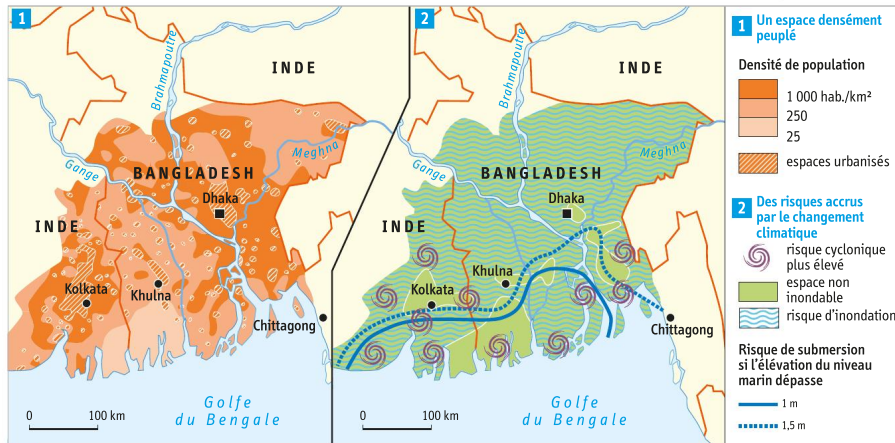 1
INDE
Brahmapoutre
Gange
Meghna
BANGLADESH
Dhaka
INDE
Kolkata
Khulna
Chittagong
Golfe
du Bengale
0 100 km
2
INDE
Brahmapoutre
Gange
Meghna
BANGLADESH
Dhaka
INDE
Kolkata
Khulna
Chittagong
Golfe
du Bengale
0 100 km
1 Un espace densément
peuplé
Densité de population
1 000 hab./km²
250
25
espaces urbanisés
2 Des risques accrus
par le changement
climatique
risque cyclonique
plus élevé
espace non
inondable
risque d'inondation
Risque de submersion
si l'élévation du niveau
marin dépasse
1 m
1,5 m